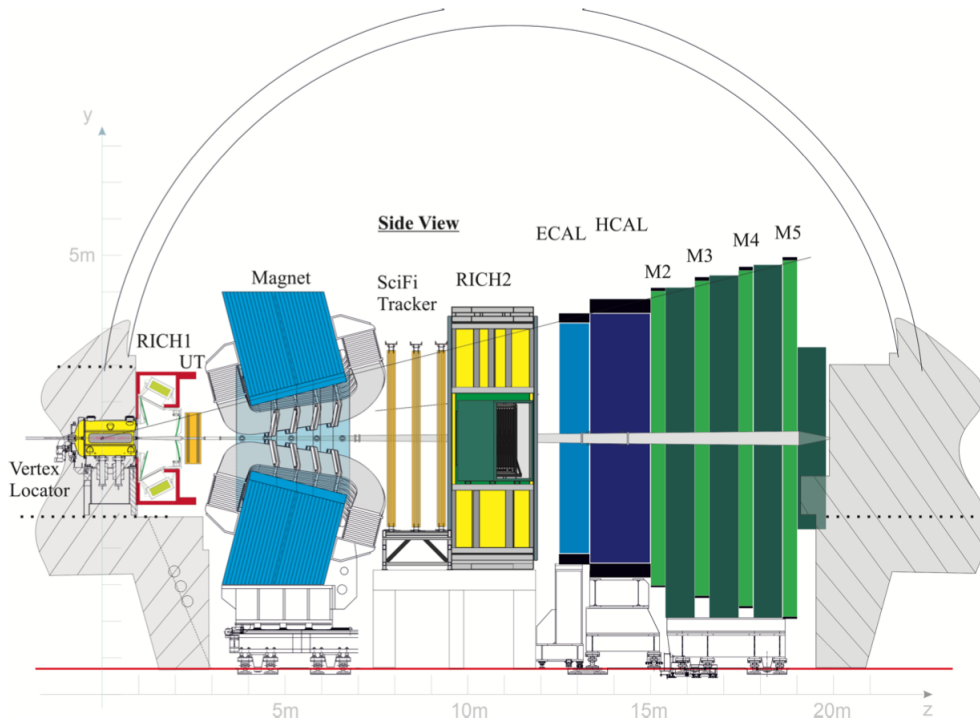 y
Side View
5m
ECAL
HCAL
M2
M3
M4
M5
Magnet
SciFi
Tracker
RICH2
RICH1
UT
Vertex
Locator
5m
10m
15m
20m
z